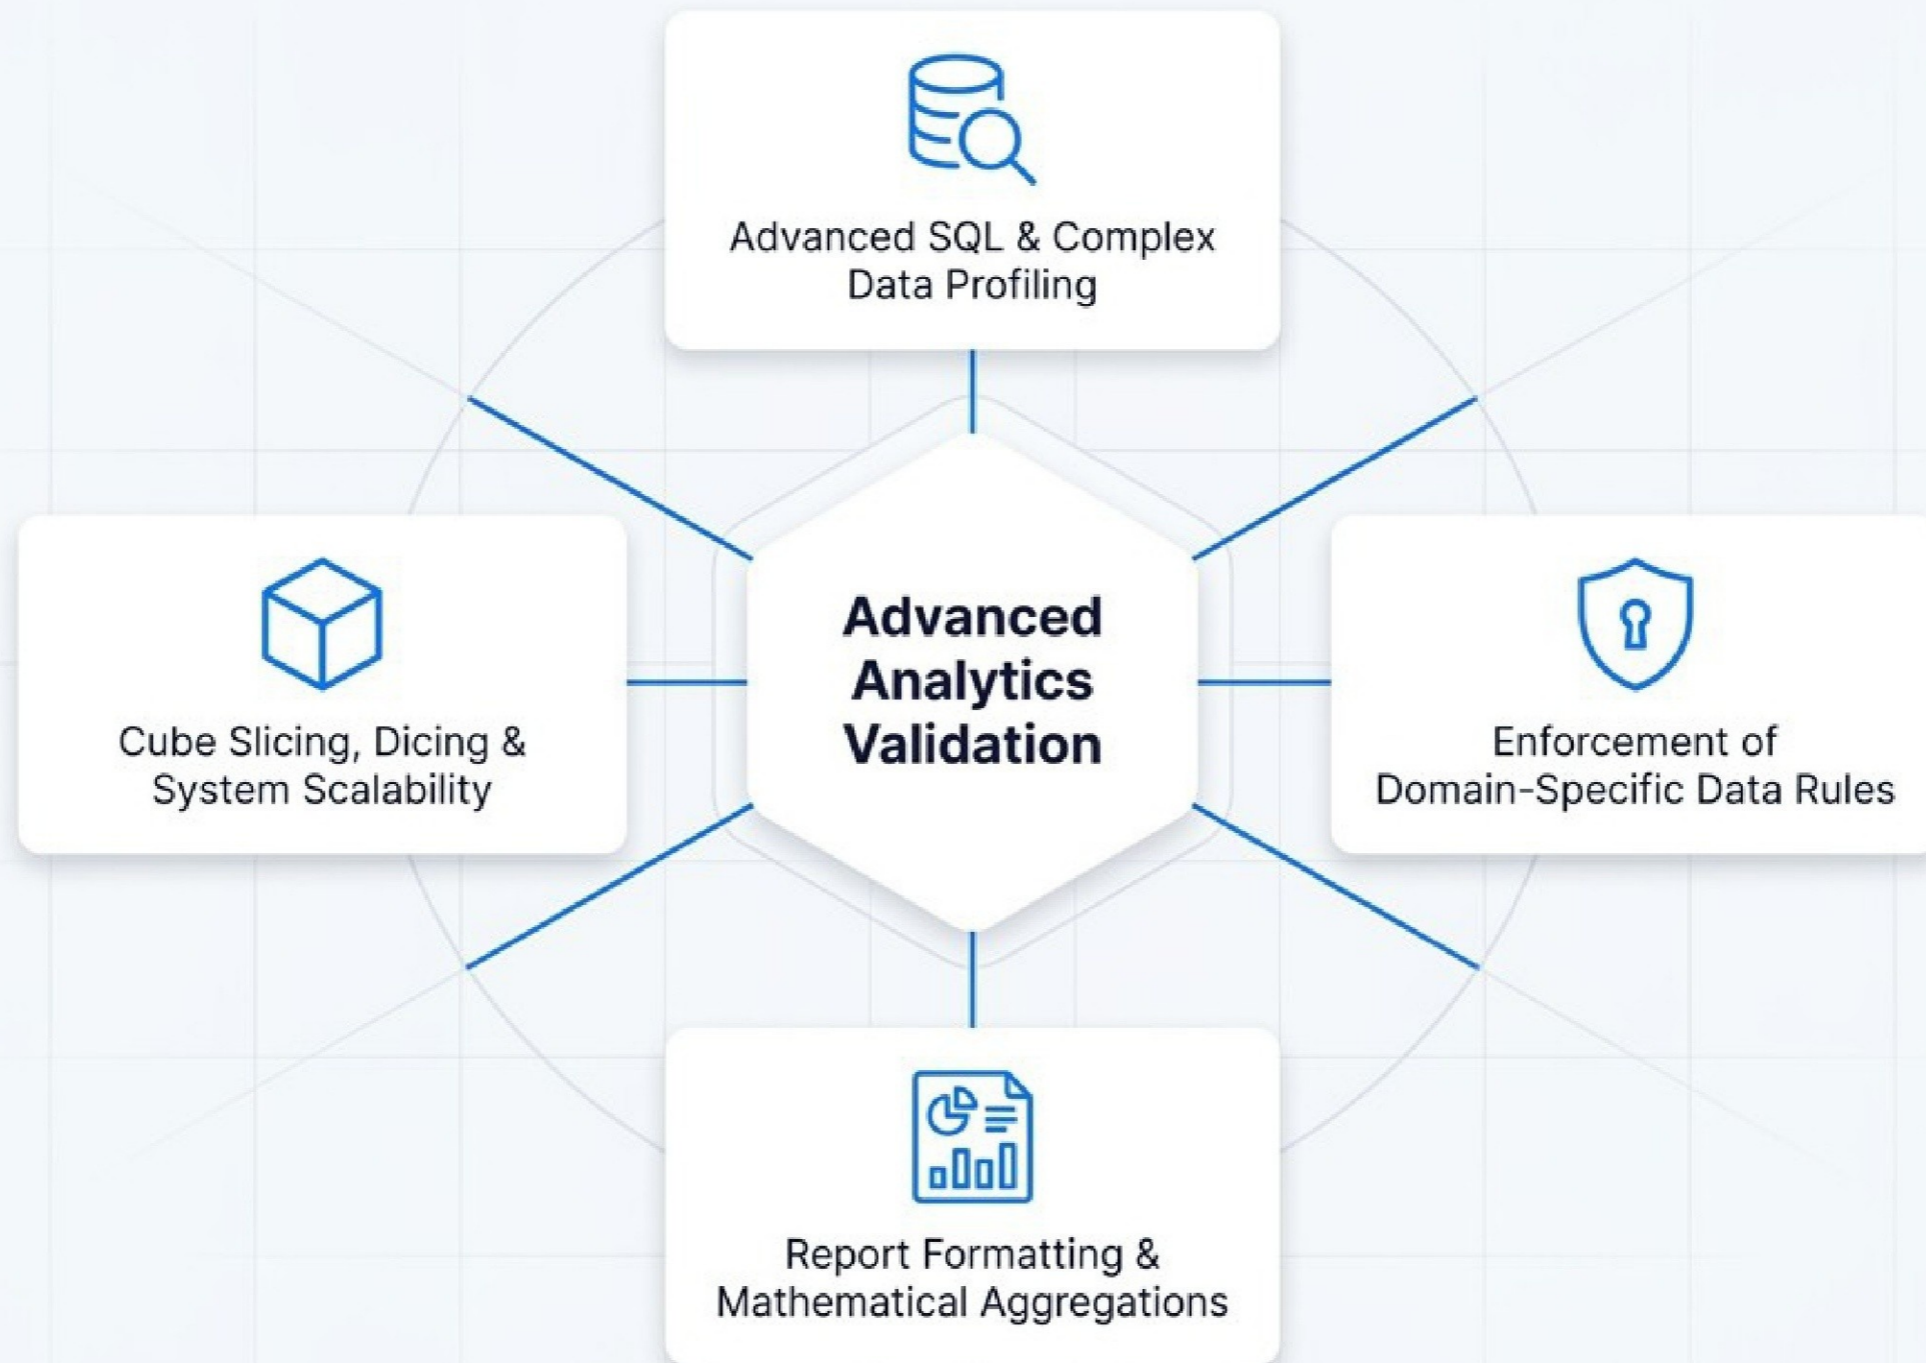 Advanced SQL & Complex
Data Profiling
Cube Slicing, Dicing &
System Scalability
Advanced
Analytics
Validation
Enforcement of
Domain-Specific Data Rules
Report Formatting &
Mathematical Aggregations